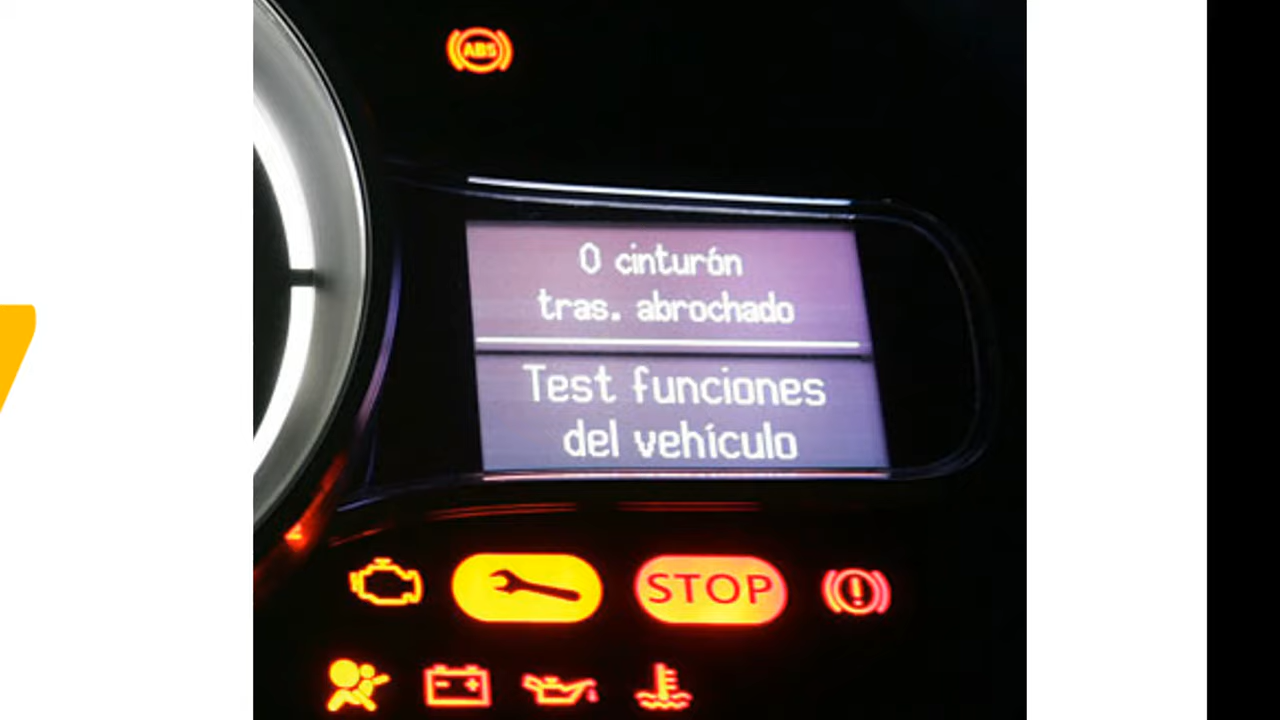 ABS
0 cinturón
tras. abrochado
Test funciones
del vehículo
STOP